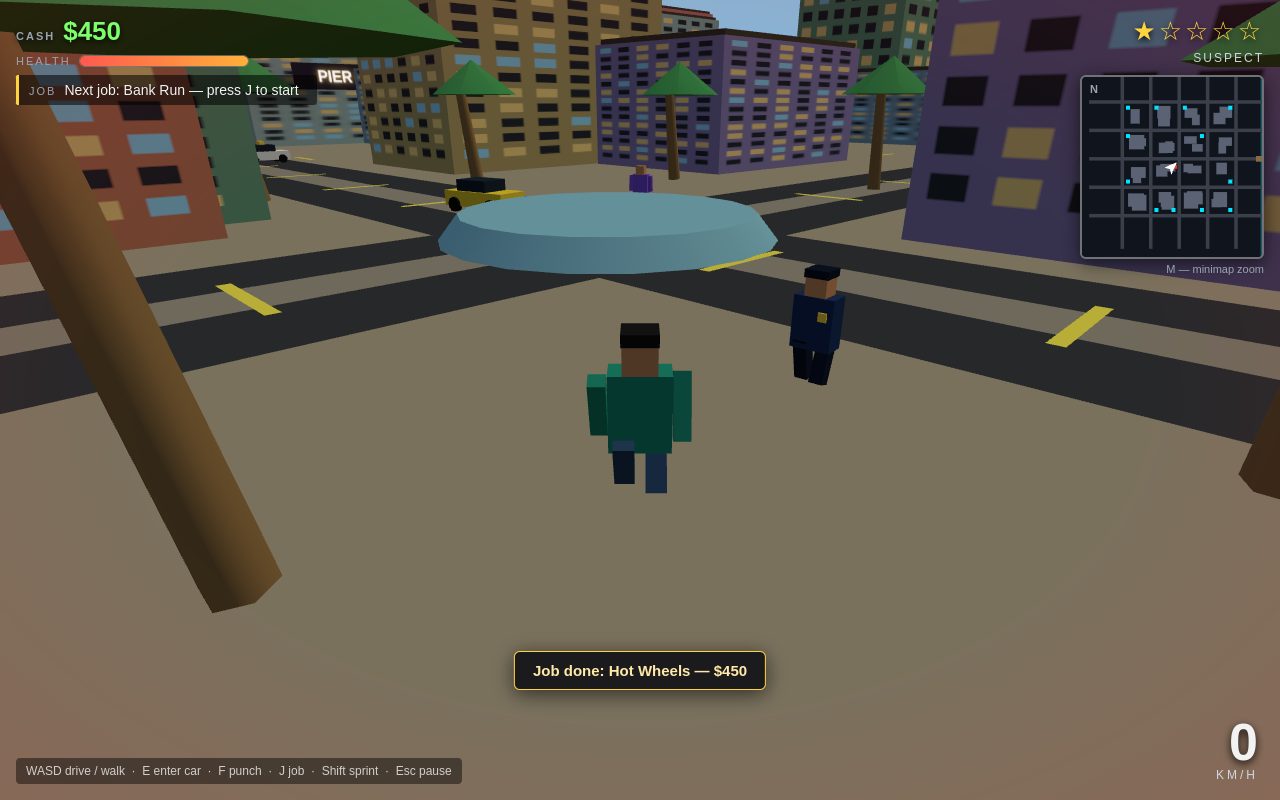 CASH $450
HEALTH
JOB Next job: Bank Run — press J to start
PIER
★☆☆☆☆
SUSPECT
N
M — minimap zoom
Job done: Hot Wheels — $450
WASD drive / walk · E enter car · F punch · J job · Shift sprint · Esc pause
0
KM/H